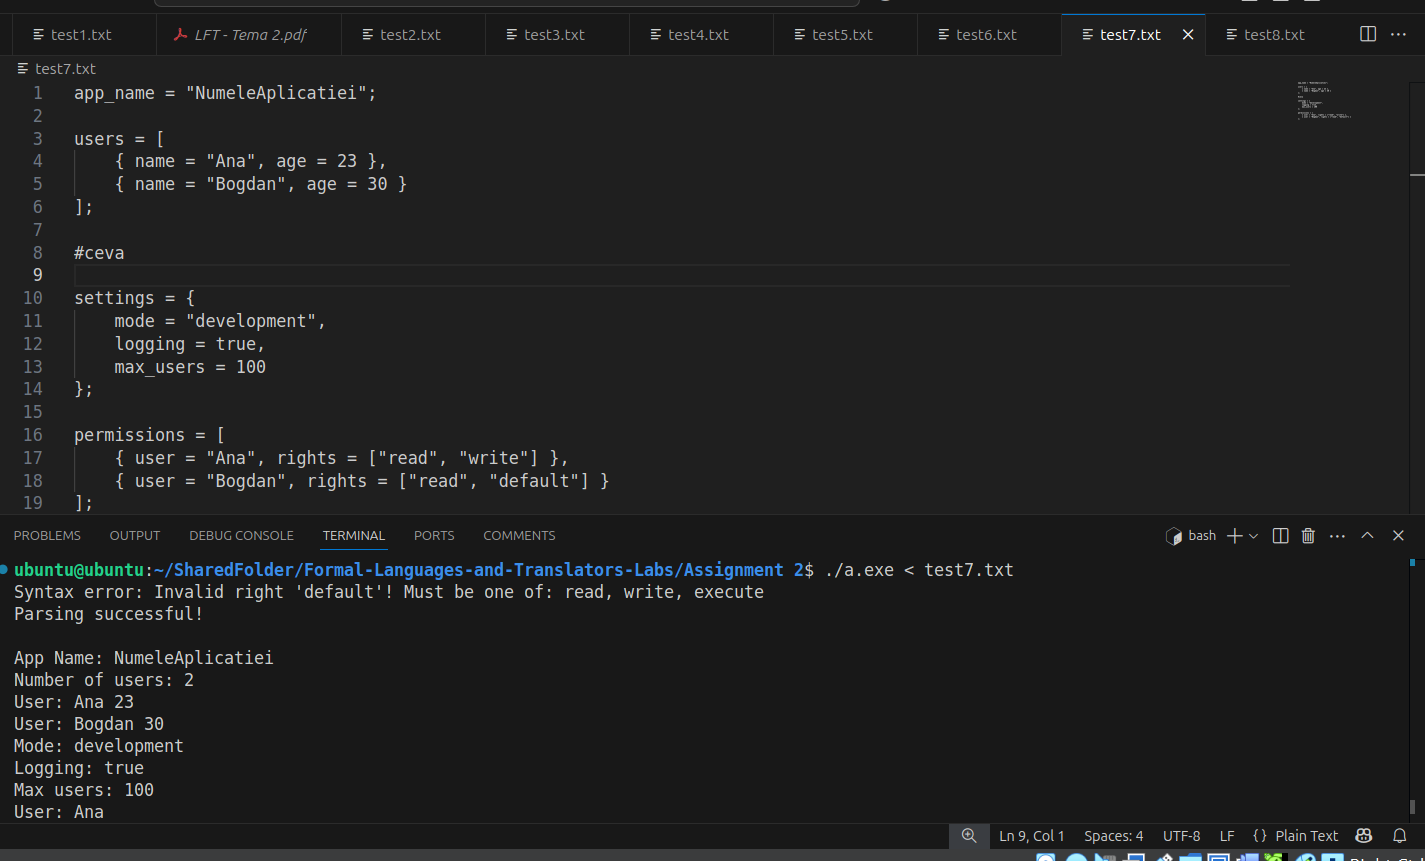 test1.txt LFT - Tema 2.pdf test2.txt test3.txt test4.txt test5.txt test6.txt test7.txt test8.txt
test7.txt
1 app_name = "NumeleAplicatiei";
2
3 users = [
4 { name = "Ana", age = 23 },
5 { name = "Bogdan", age = 30 }
6 ];
7
8 #ceva
9
10 settings = {
11 mode = "development",
12 logging = true,
13 max_users = 100
14 };
15
16 permissions = [
17 { user = "Ana", rights = ["read", "write"] },
18 { user = "Bogdan", rights = ["read", "default"] }
19 ];
PROBLEMS OUTPUT DEBUG CONSOLE TERMINAL PORTS COMMENTS bash
ubuntu@ubuntu:~/SharedFolder/Formal-Languages-and-Translators-Labs/Assignment 2$ ./a.exe < test7.txt
Syntax error: Invalid right 'default'! Must be one of: read, write, execute
Parsing successful!
App Name: NumeleAplicatiei
Number of users: 2
User: Ana 23
User: Bogdan 30
Mode: development
Logging: true
Max users: 100
User: Ana
Ln 9, Col 1 Spaces: 4 UTF-8 LF {} Plain Text